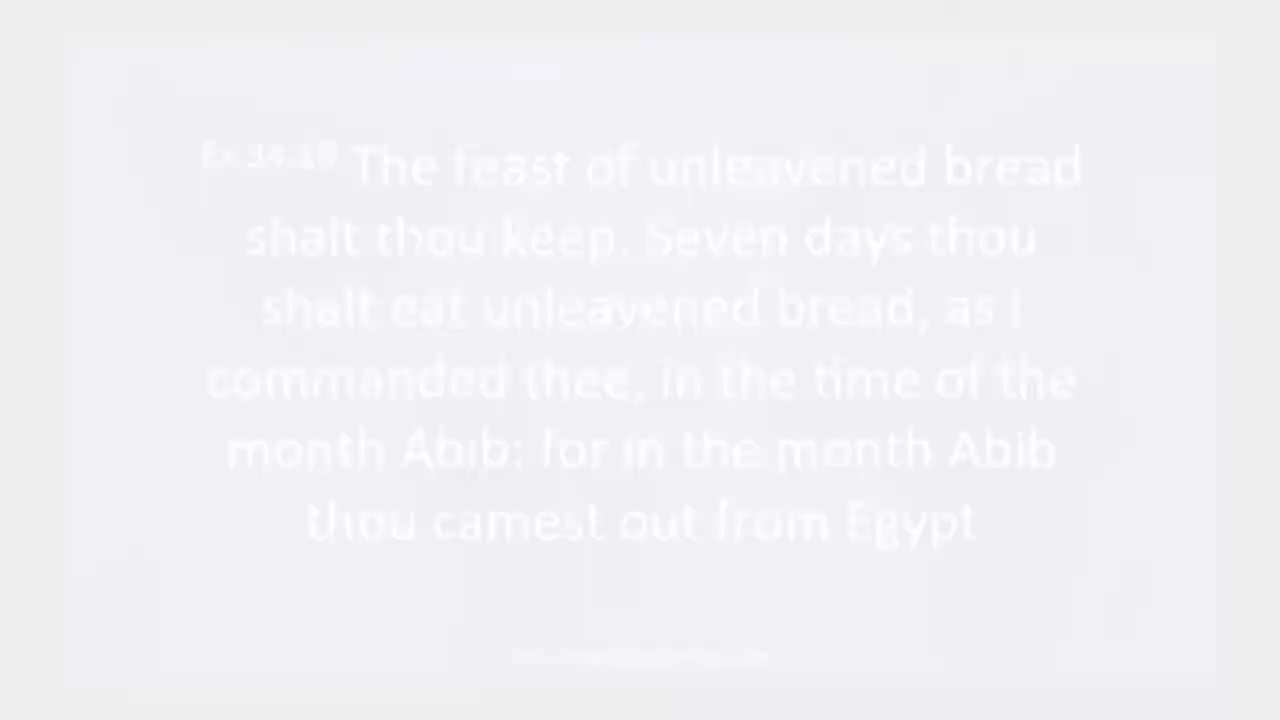 Ex 34:18 The feast of unleavened bread
shalt thou keep. Seven days thou
shalt eat unleavened bread, as I
commanded thee, in the time of the
month Abib: for in the month Abib
thou camest out from Egypt